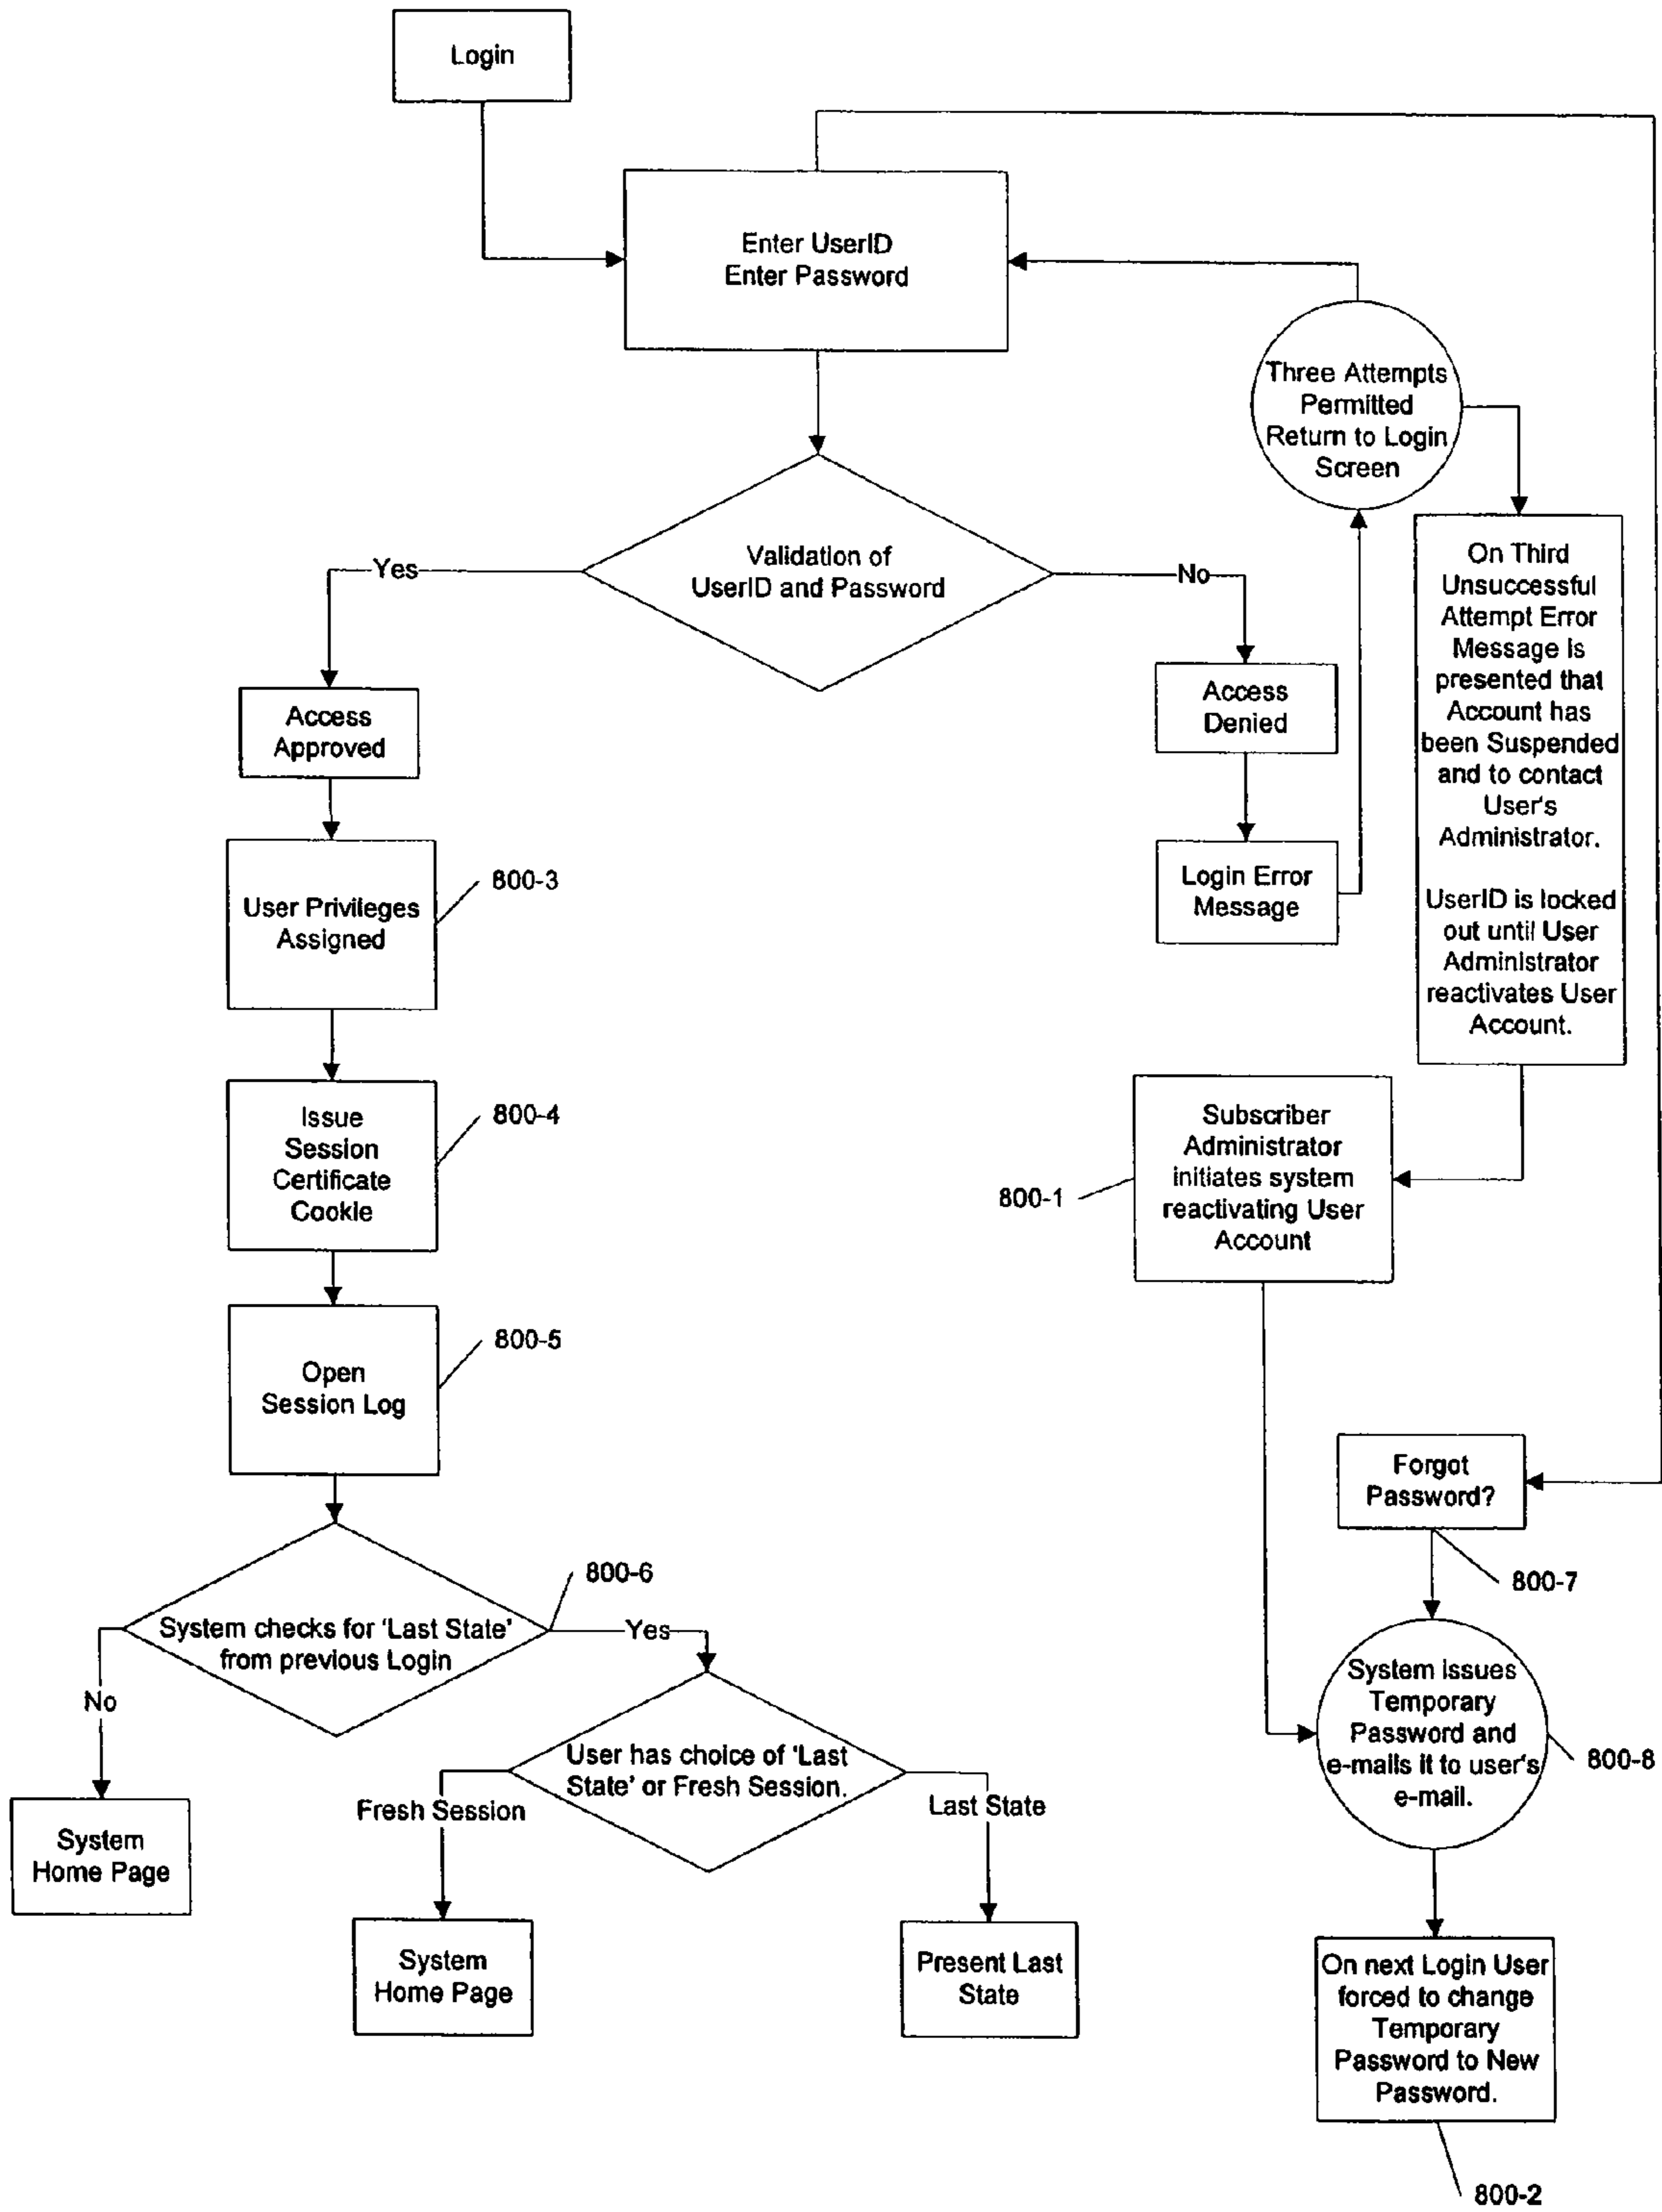 Login
Enter UserID
Enter Password
Three Attempts
Permitted
Return to Login
Screen
Validation of
UserID and Password
Yes
No
On Third
Unsuccessful
Attempt Error
Message is
presented that
Account has
been Suspended
and to contact
User's
Administrator.
UserID is locked
out until User
Administrator
reactivates User
Account.
Access
Approved
Access
Denied
Login Error
Message
User Privileges
Assigned
800-3
Issue
Session
Certificate
Cookie
800-4
Subscriber
Administrator
initiates system
reactivating User
Account
800-1
Open
Session Log
800-5
Forgot
Password?
800-7
System checks for 'Last State'
from previous Login
800-6
Yes
No
System issues
Temporary
Password and
e-mails it to user's
e-mail.
800-8
User has choice of 'Last
State' or Fresh Session.
Fresh Session
Last State
System
Home Page
System
Home Page
Present Last
State
On next Login User
forced to change
Temporary
Password to New
Password.
800-2